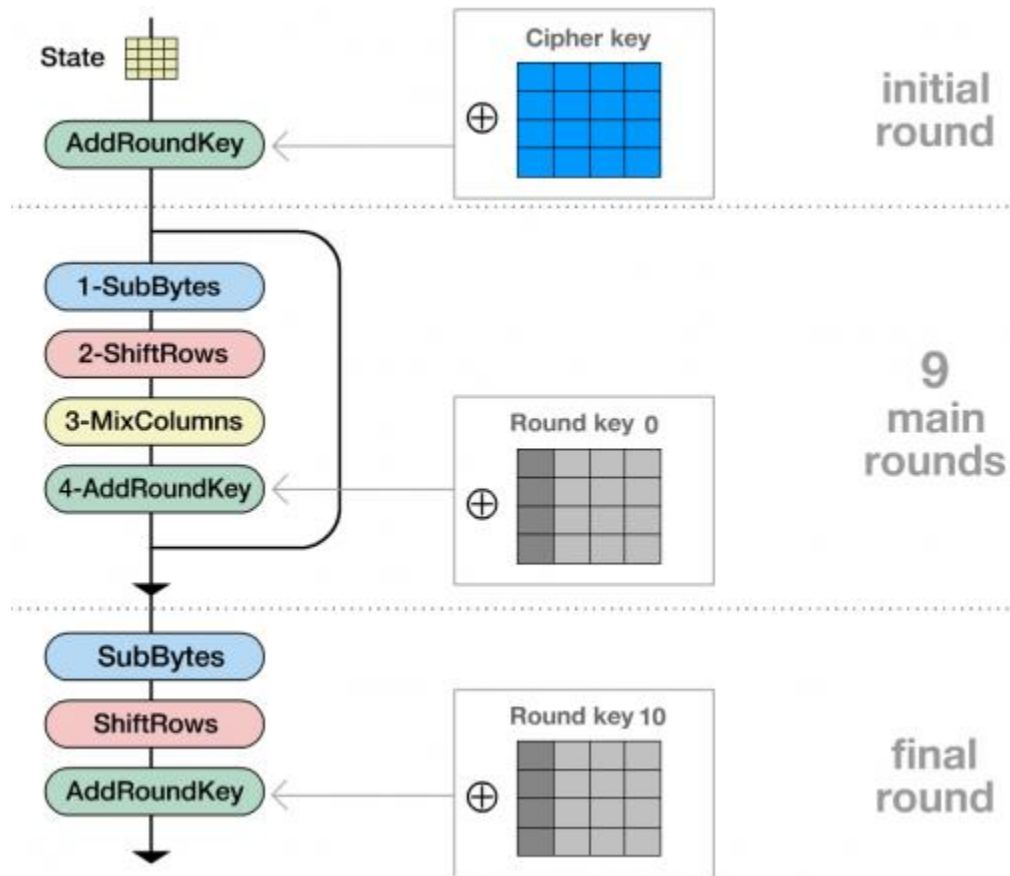 State
Cipher key
initial
round
AddRoundKey
1-SubBytes
2-ShiftRows
3-MixColumns
4-AddRoundKey
Round key 0
9
main
rounds
SubBytes
ShiftRows
AddRoundKey
Round key 10
final
round